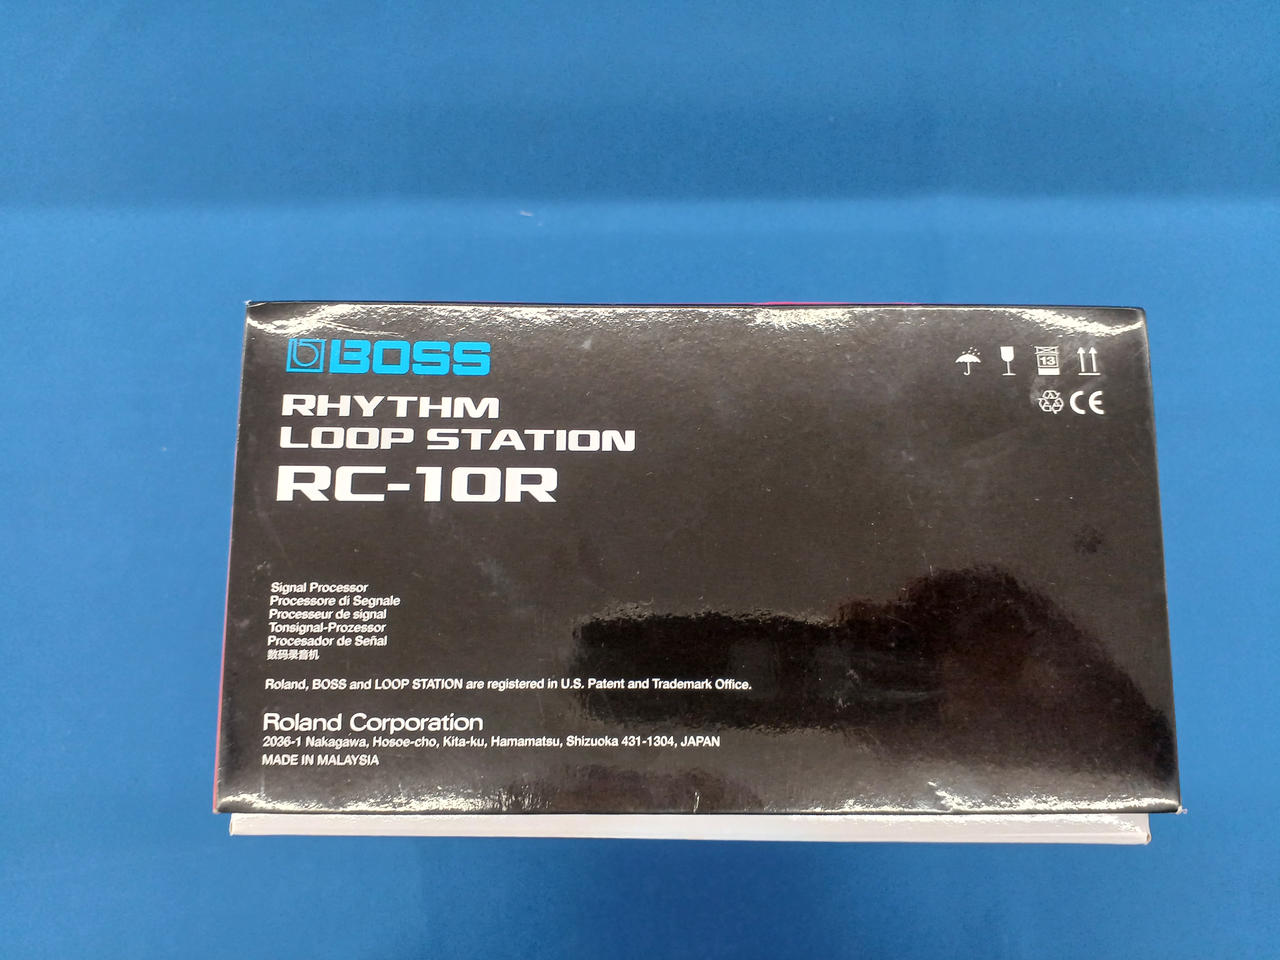 BOSS
RHYTHM
LOOP STATION
RC-10R
13
CE
Signal Processor
Processore di Segnale
Processeur de signal
Tonsignal-Prozessor
Procesador de Señal
数码录音机
Roland, BOSS and LOOP STATION are registered in U.S. Patent and Trademark Office.
Roland Corporation
2036-1 Nakagawa, Hosoe-cho, Kita-ku, Hamamatsu, Shizuoka 431-1304, JAPAN
MADE IN MALAYSIA